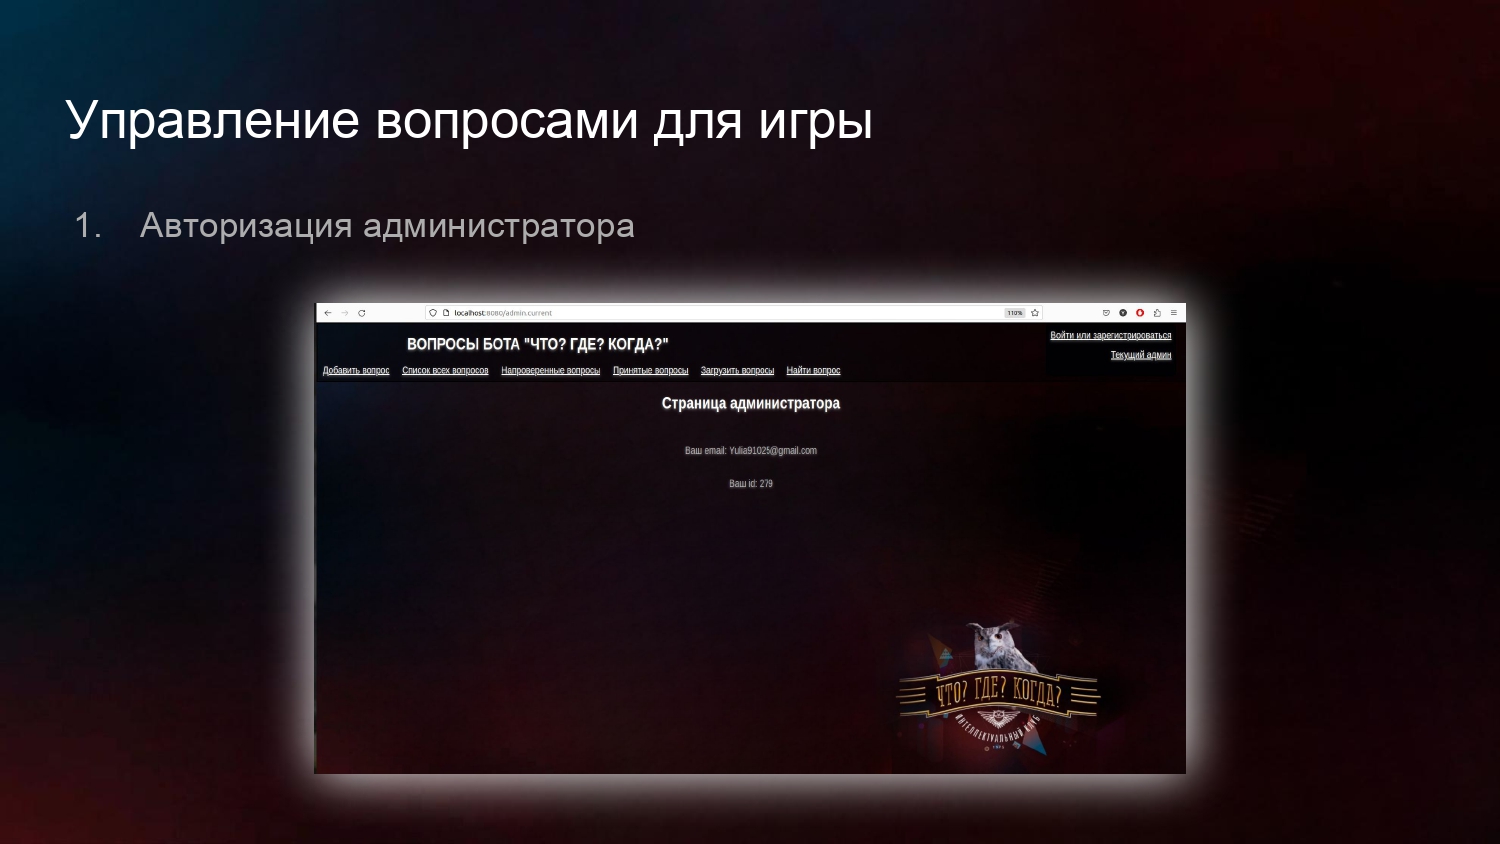 Управление вопросами для игры
1. Авторизация администратора
localhost:8080/admin.current
110%
Войти или зарегистрироваться
ВОПРОСЫ БОТА "ЧТО? ГДЕ? КОГДА?"
Текущий админ
Добавить вопрос Список всех вопросов Напроверенные вопросы Принятые вопросы Загрузить вопросы Найти вопрос
Страница администратора
Ваш email: Yulia91025@gmail.com
Ваш id: 279
ЧТО? ГДЕ? КОГДА?
ИНТЕЛЛЕКТУАЛЬНЫЙ КЛУБ